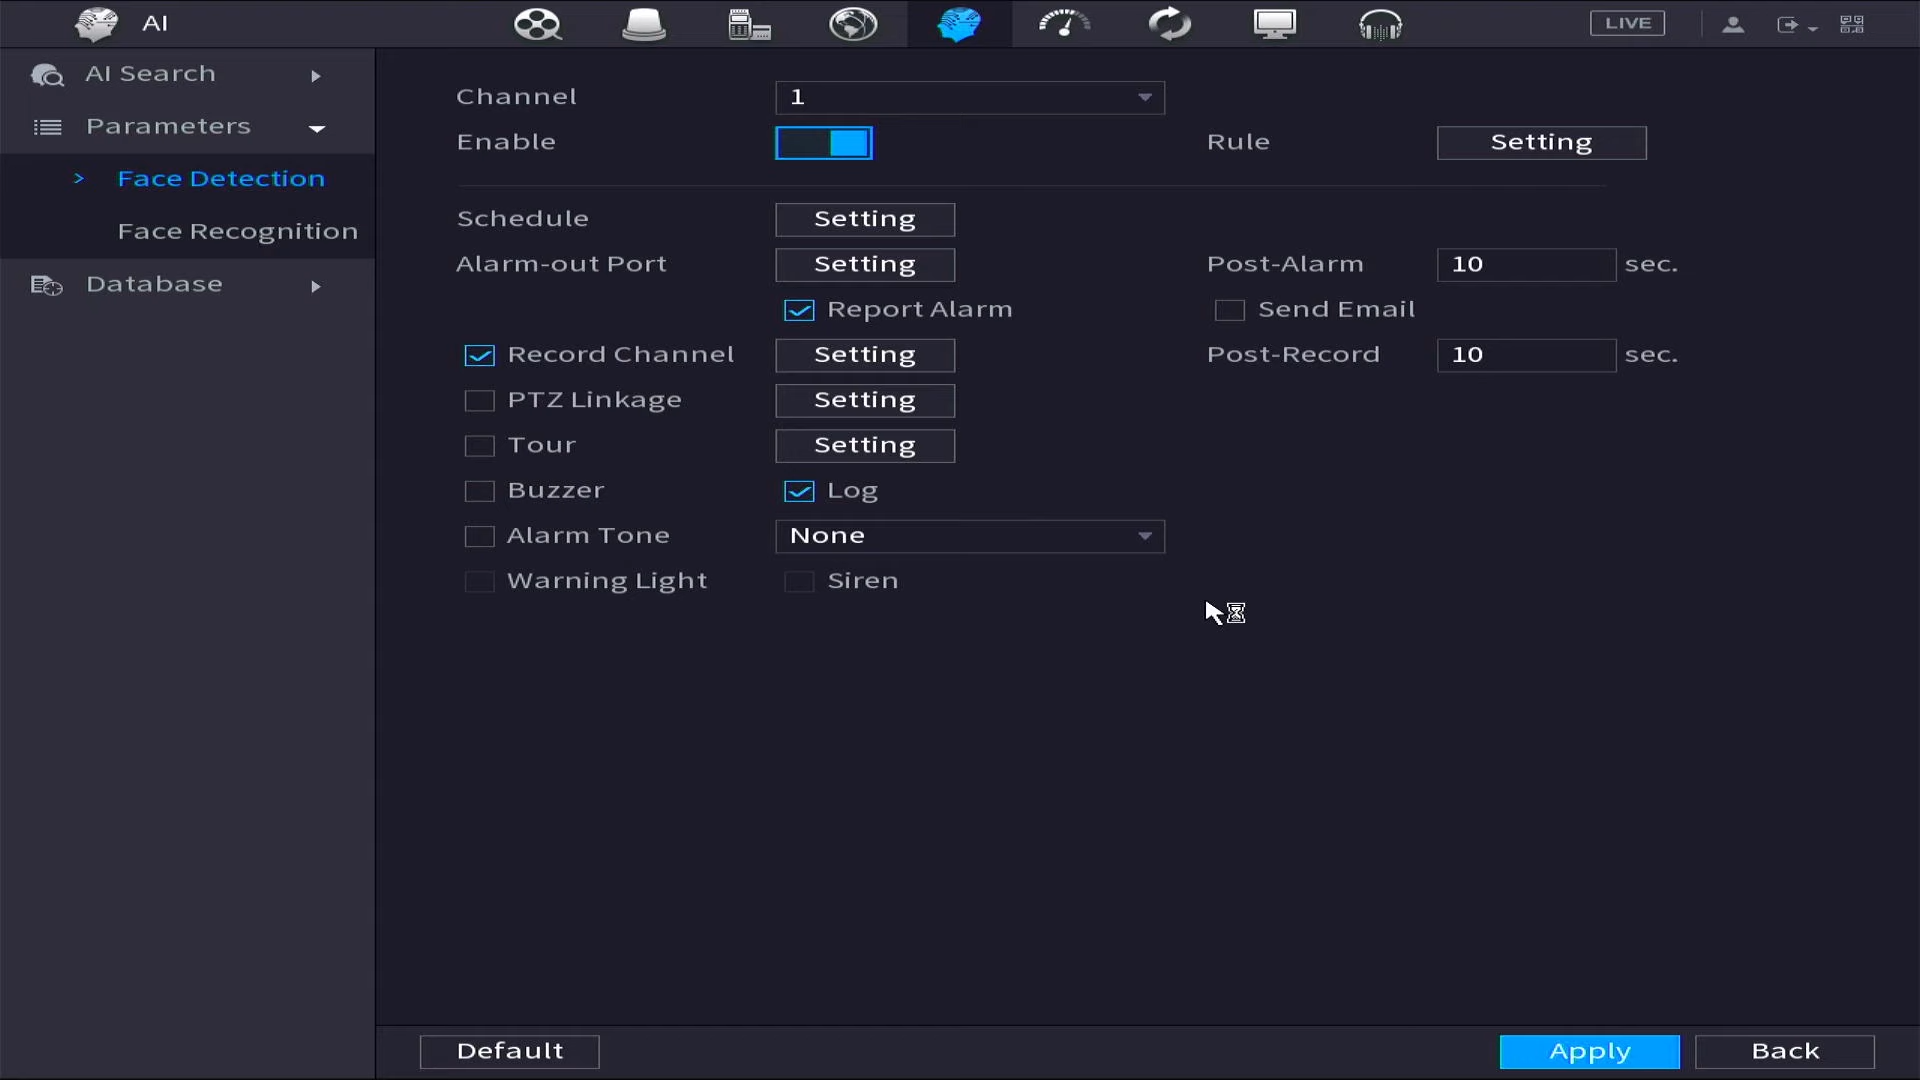 AI
LIVE
AI Search
Parameters
> Face Detection
Face Recognition
Database
Channel 1
Enable Rule Setting
Schedule Setting
Alarm-out Port Setting Post-Alarm 10 sec.
Report Alarm Send Email
Record Channel Setting Post-Record 10 sec.
PTZ Linkage Setting
Tour Setting
Buzzer Log
Alarm Tone None
Warning Light Siren
Default Apply Back